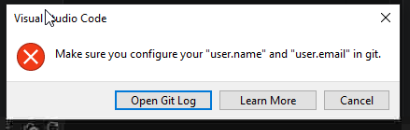 Visual Studio Code
Make sure you configure your "user.name" and "user.email" in git.
Open Git Log
Learn More
Cancel